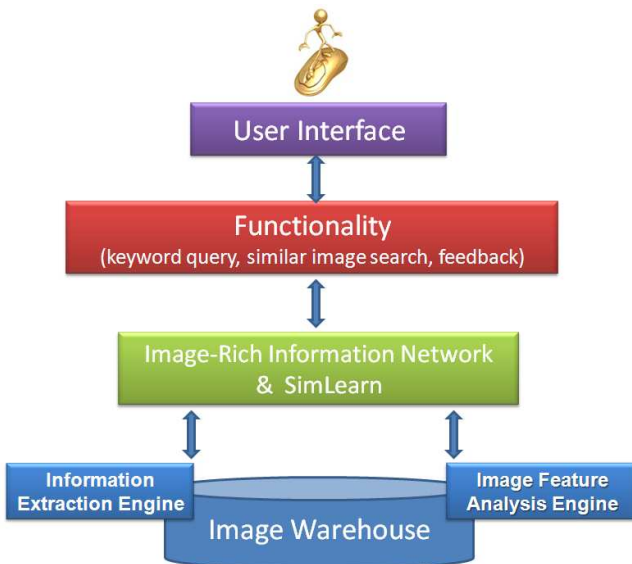 User Interface
Functionality
(keyword query, similar image search, feedback)
Image-Rich Information Network
& SimLearn
Information
Extraction Engine
Image Feature
Analysis Engine
Image Warehouse